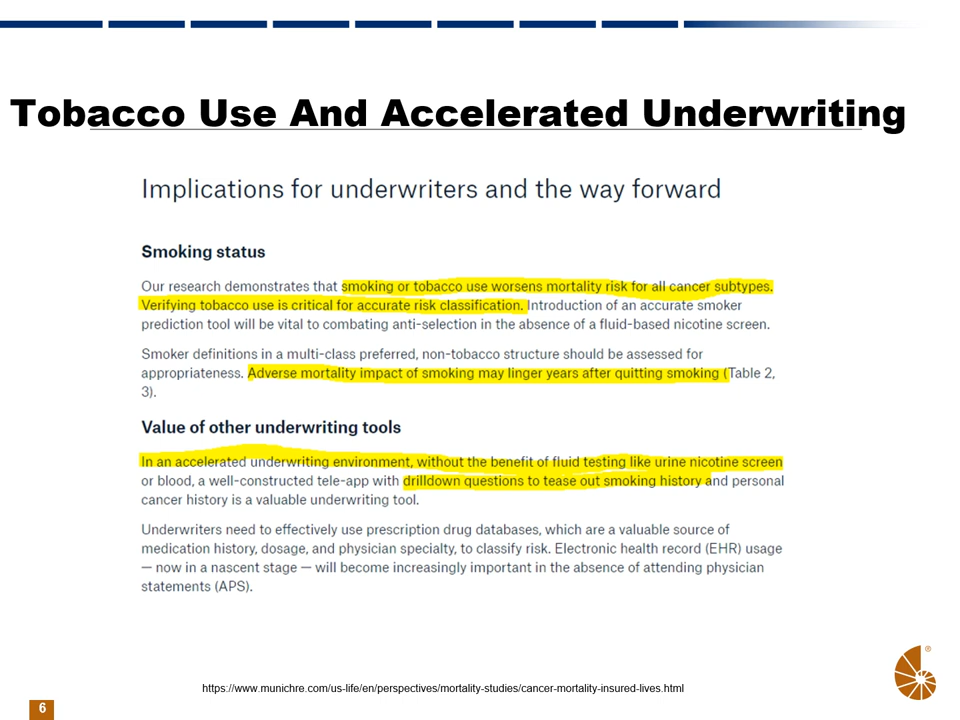 Tobacco Use And Accelerated Underwriting
Implications for underwriters and the way forward
Smoking status
Our research demonstrates that smoking or tobacco use worsens mortality risk for all cancer subtypes.
Verifying tobacco use is critical for accurate risk classification. Introduction of an accurate smoker
prediction tool will be vital to combating anti-selection in the absence of a fluid-based nicotine screen.
Smoker definitions in a multi-class preferred, non-tobacco structure should be assessed for
appropriateness. Adverse mortality impact of smoking may linger years after quitting smoking (Table 2,
3).
Value of other underwriting tools
In an accelerated underwriting environment, without the benefit of fluid testing like urine nicotine screen
or blood, a well-constructed tele-app with drilldown questions to tease out smoking history and personal
cancer history is a valuable underwriting tool.
Underwriters need to effectively use prescription drug databases, which are a valuable source of
medication history, dosage, and physician specialty, to classify risk. Electronic health record (EHR) usage
— now in a nascent stage — will become increasingly important in the absence of attending physician
statements (APS).
®
https://www.munichre.com/us-life/en/perspectives/mortality-studies/cancer-mortality-insured-lives.html
6